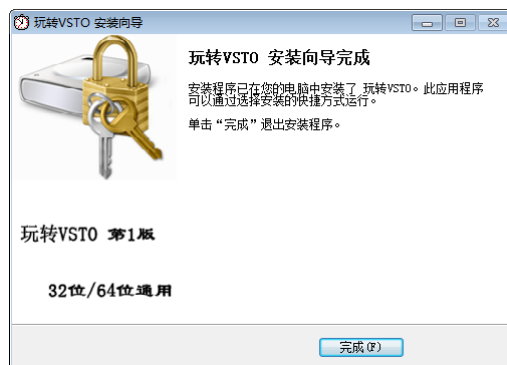 玩转VSTO 安装向导
玩转VSTO 安装向导完成
安装程序已在您的电脑中安装了 玩转VSTO。此应用程序
可以通过选择安装的快捷方式运行。
单击“完成”退出安装程序。
玩转VSTO 第1版
32位/64位通用
完成(F)